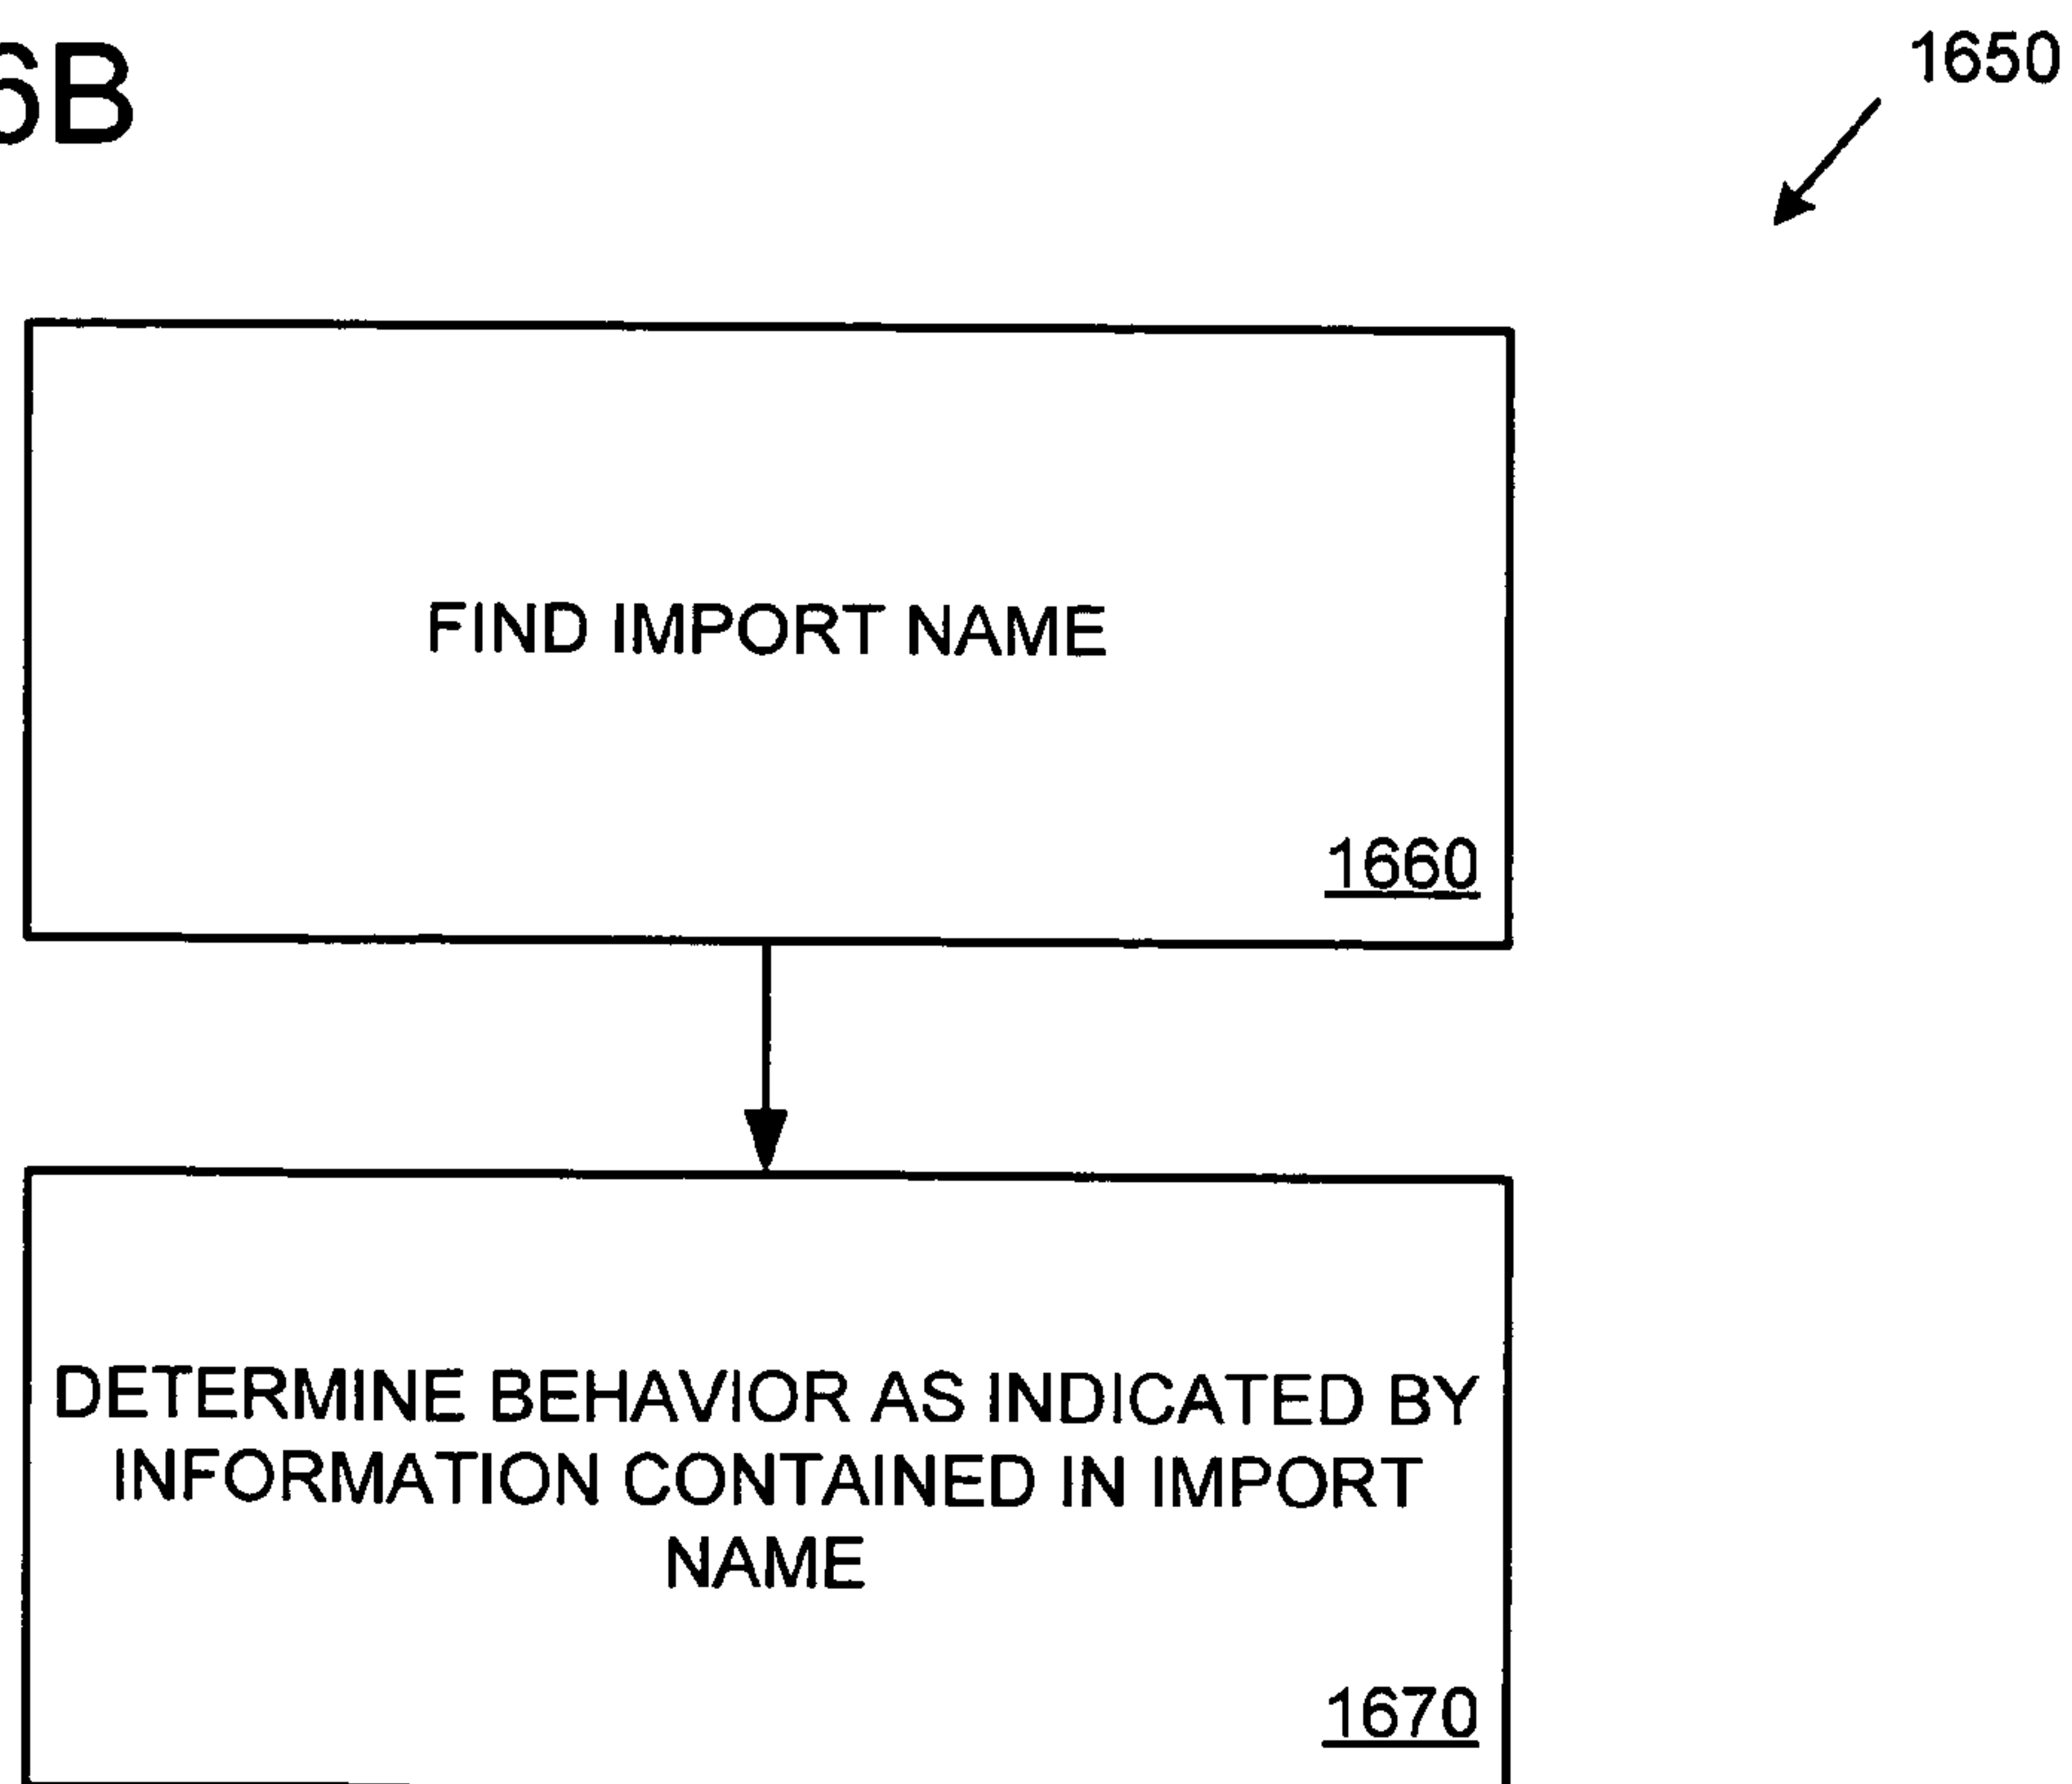 6B
1650
FIND IMPORT NAME
1660
DETERMINE BEHAVIOR AS INDICATED BY
INFORMATION CONTAINED IN IMPORT
NAME
1670